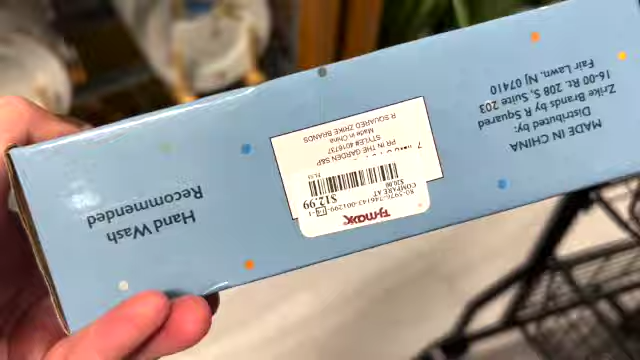 MADE IN CHINA
Distributed by:
Zrike Brands by R Squared
16-00 Rt. 208 S, Suite 203
Fair Lawn, NJ 07410
TJ·maxx
COMPARE AT
$20.00
$12.99
PR IN THE GARDEN S&P
STYLE# 4018737
Made in China
R SQUARED ZRIKE BRANDS
Hand Wash
Recommended